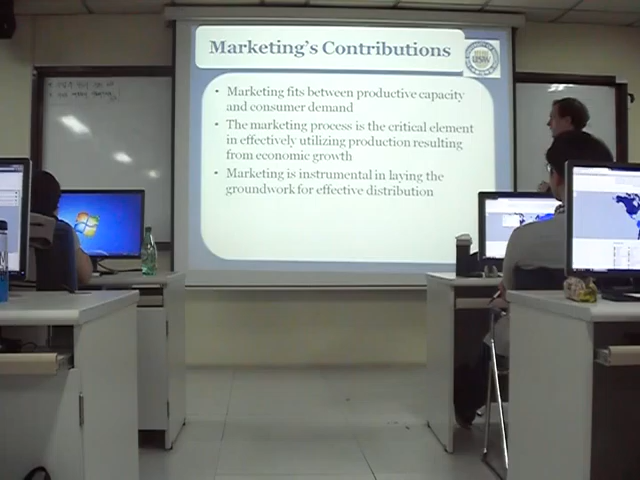 Marketing's Contributions
• Marketing fits between productive capacity
and consumer demand
• The marketing process is the critical element
in effectively utilizing production resulting
from economic growth
• Marketing is instrumental in laying the
groundwork for effective distribution